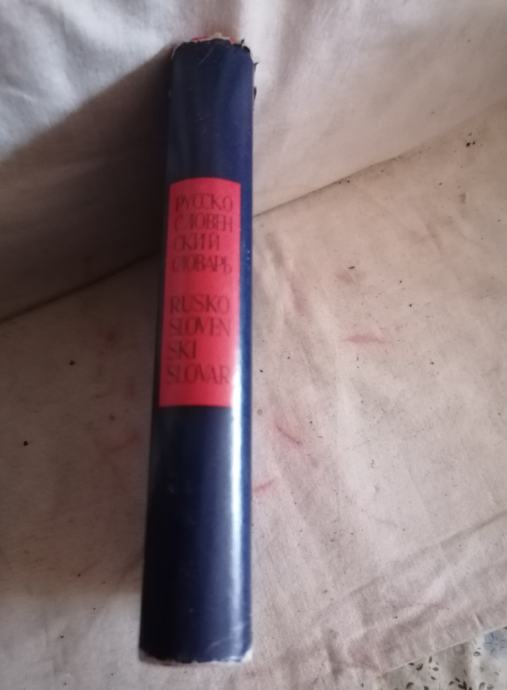 РУССКО
СЛОВЕН
СКИЙ
СЛОВАРЬ
RUSKO
SLOVEN
SKI
SLOVAR